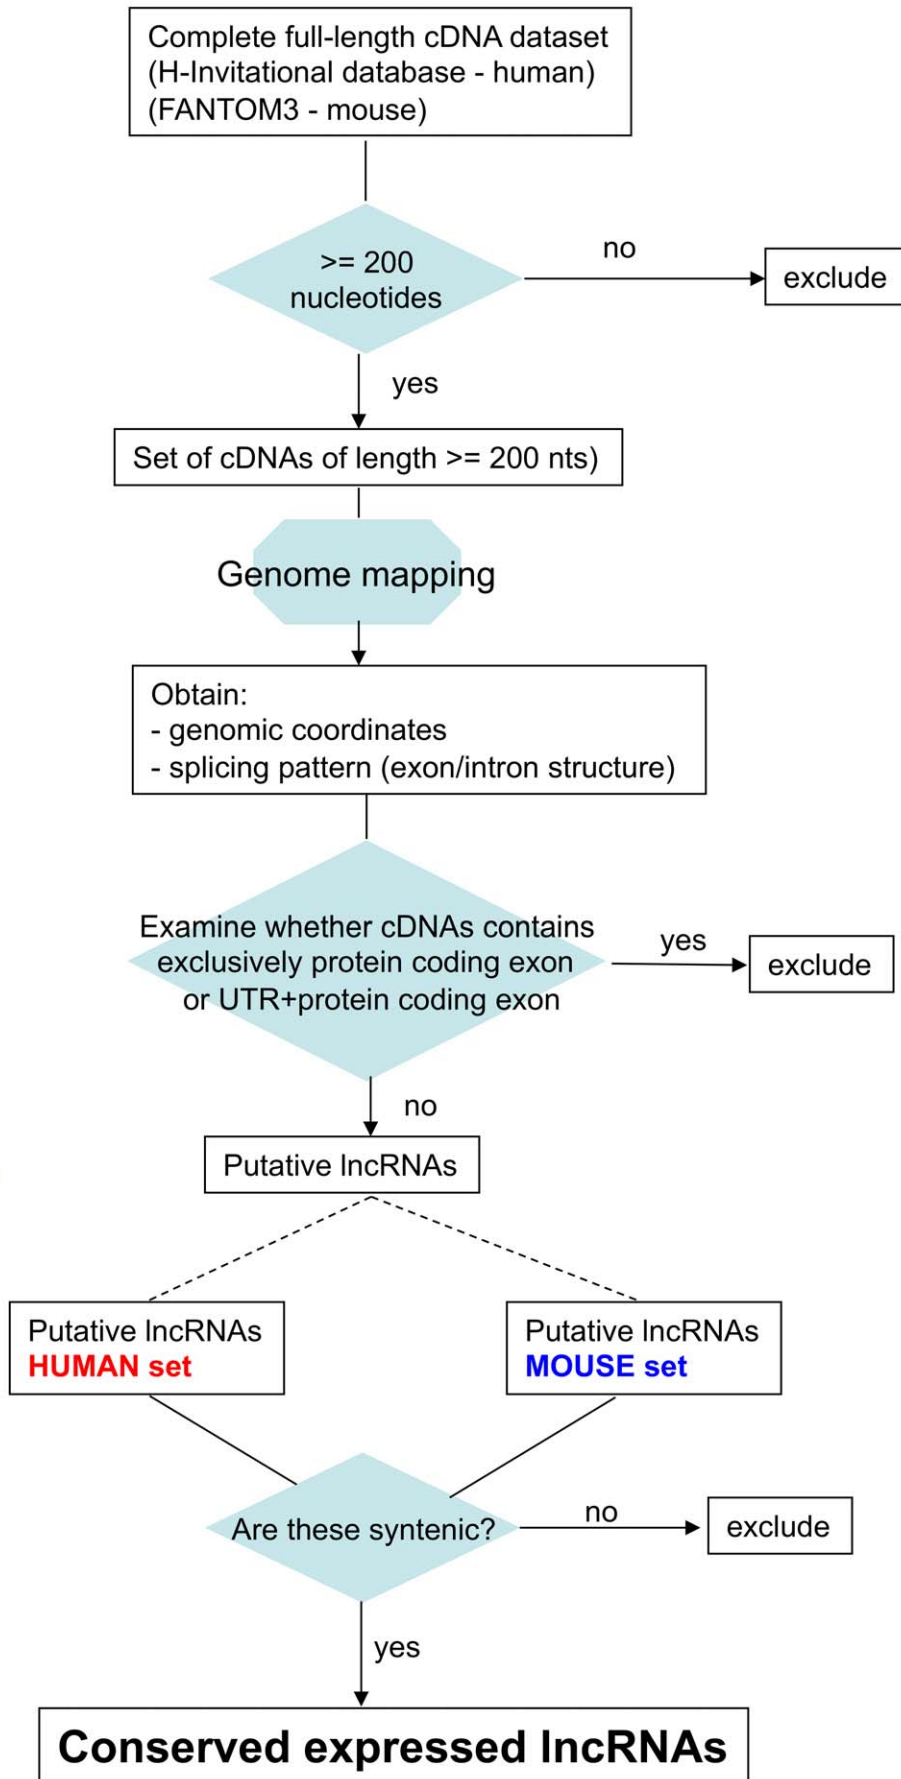 Complete full-length cDNA dataset
(H-Invitational database - human)
(FANTOM3 - mouse)
>= 200
nucleotides
no
exclude
yes
Set of cDNAs of length >= 200 nts)
Genome mapping
Obtain:
- genomic coordinates
- splicing pattern (exon/intron structure)
Examine whether cDNAs contains
exclusively protein coding exon
or UTR+protein coding exon
yes
exclude
no
Putative lncRNAs
Putative lncRNAs
HUMAN set
Putative lncRNAs
MOUSE set
Are these syntenic?
no
exclude
yes
Conserved expressed lncRNAs